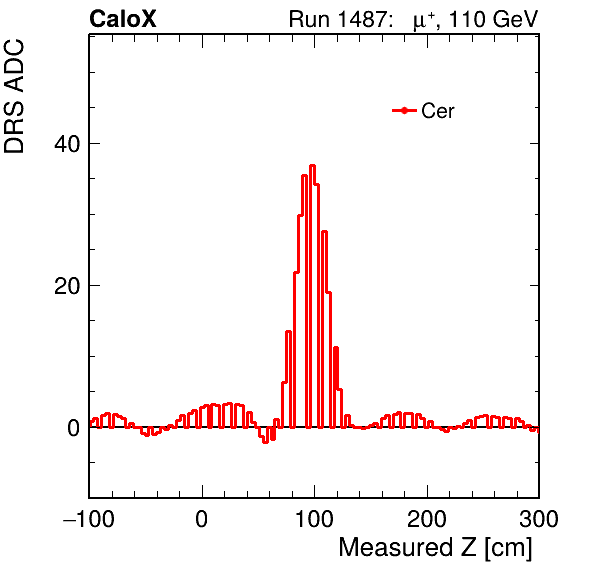 CaloX Run 1487: μ⁺, 110 GeV
DRS ADC
Cer
40
20
0
−100 0 100 200 300
Measured Z [cm]